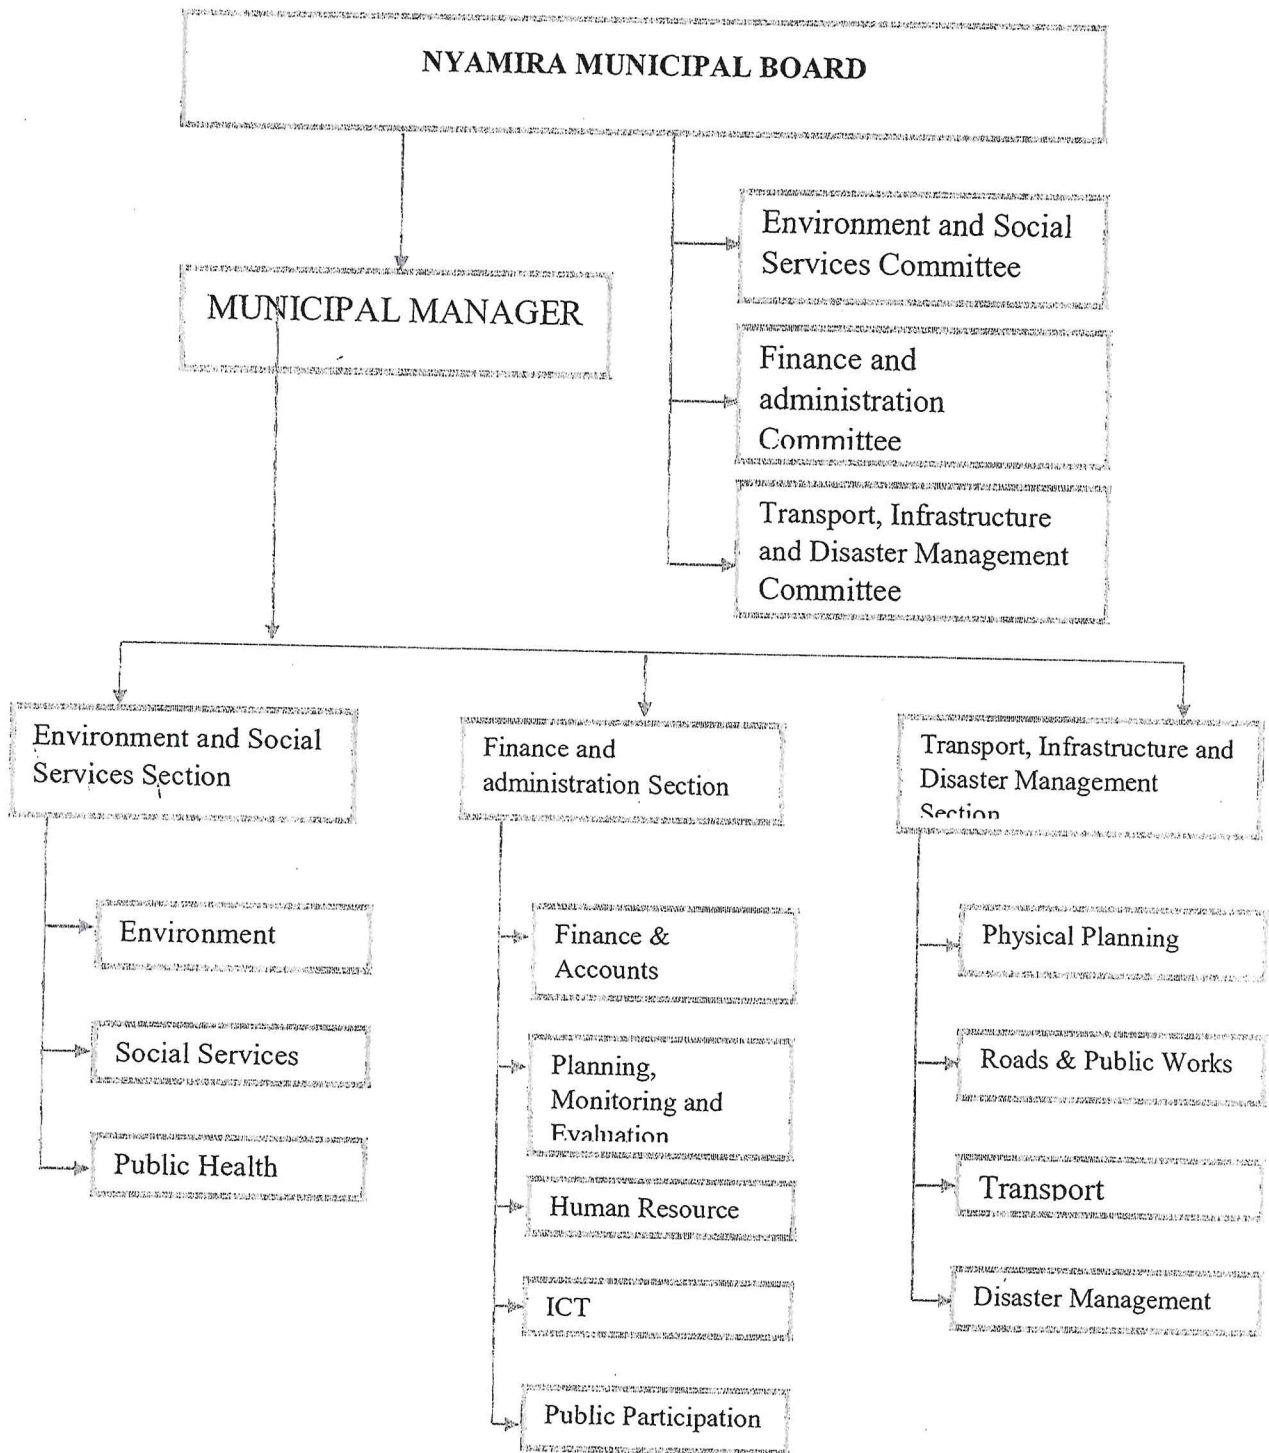 NYAMIRA MUNICIPAL BOARD
MUNICIPAL MANAGER
Environment and Social
Services Committee
Finance and
administration
Committee
Transport, Infrastructure
and Disaster Management
Committee
Environment and Social
Services Section
Environment
Social Services
Public Health
Finance and
administration Section
Finance &
Accounts
Planning,
Monitoring and
Evaluation
Human Resource
ICT
Public Participation
Transport, Infrastructure and
Disaster Management
Section
Physical Planning
Roads & Public Works
Transport
Disaster Management